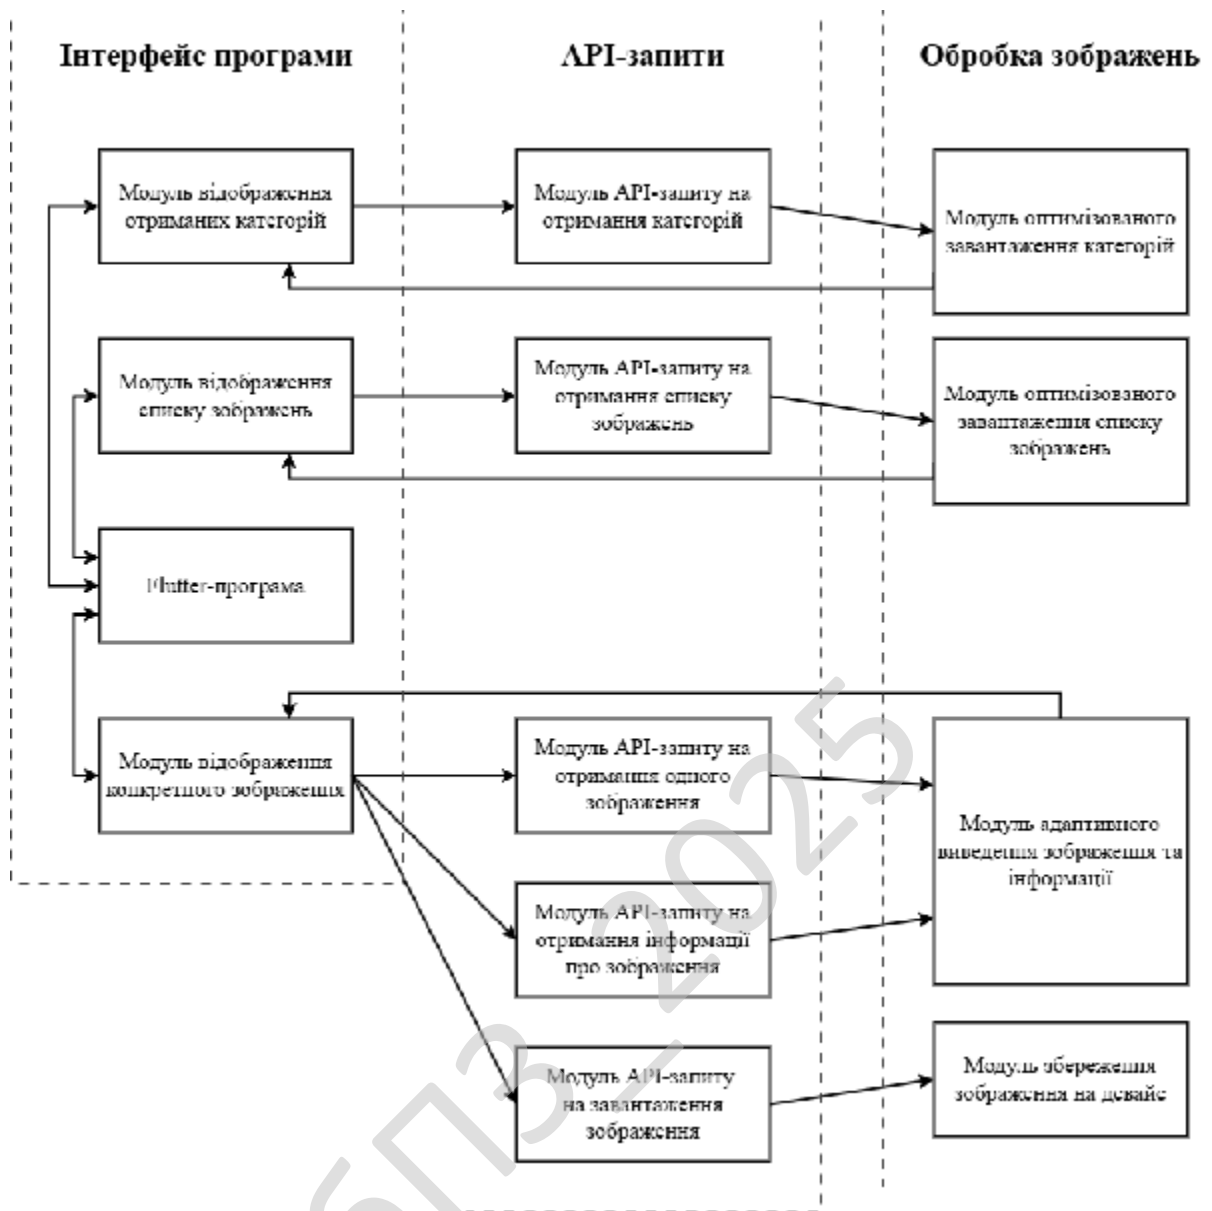 Інтерфейс програми
API-запити
Обробка зображень
Модуль відображення
отриманих категорій
Модуль API-запиту на
отримання категорій
Модуль оптимізованого
завантаження категорій
Модуль відображення
списку зображень
Модуль API-запиту на
отримання списку
зображень
Модуль оптимізованого
завантаження списку
зображень
Flutter-програма
Модуль відображення
конкретного зображення
Модуль API-запиту на
отримання одного
зображення
Модуль адаптивного
виведення зображення та
інформації
Модуль API-запиту на
отримання інформації
про зображення
Модуль API-запиту
на завантаження
зображення
Модуль збереження
зображення на девайс
БПЗ_2025